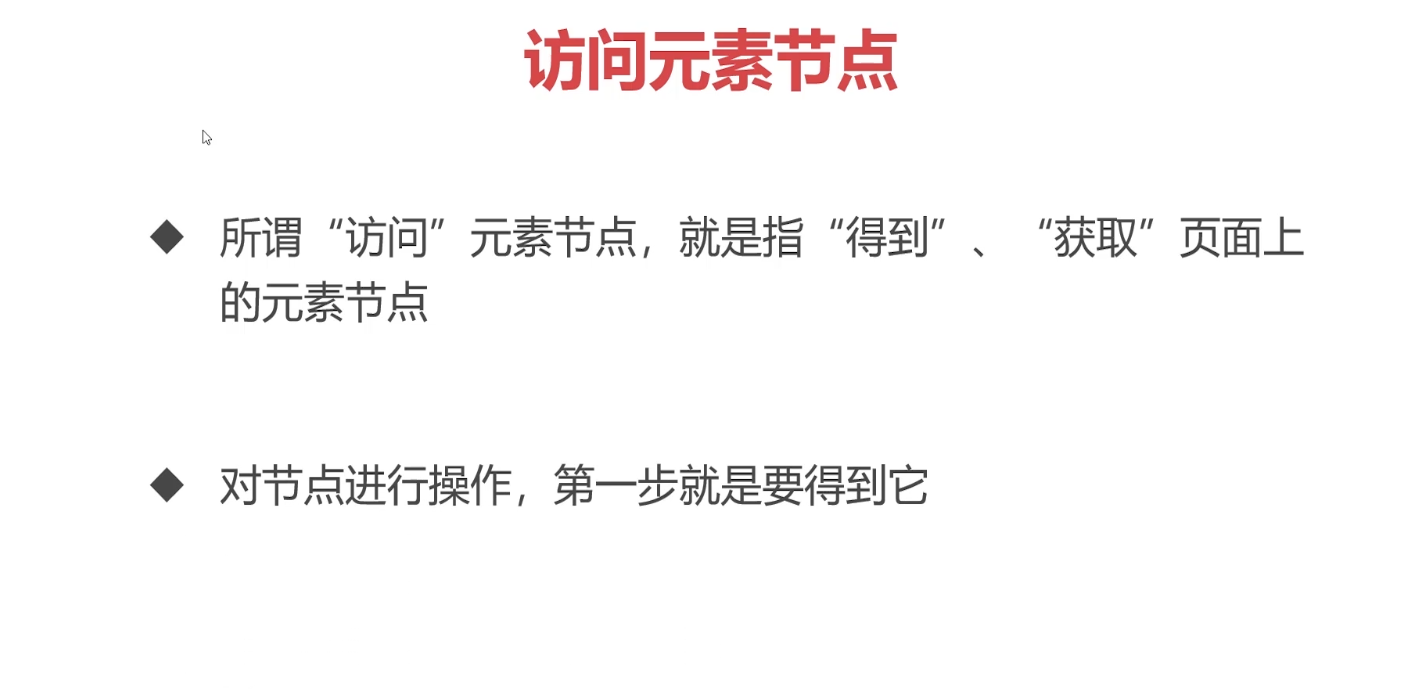 访问元素节点
◆ 所谓“访问”元素节点，就是指“得到”、“获取”页面上
的元素节点
◆ 对节点进行操作，第一步就是要得到它